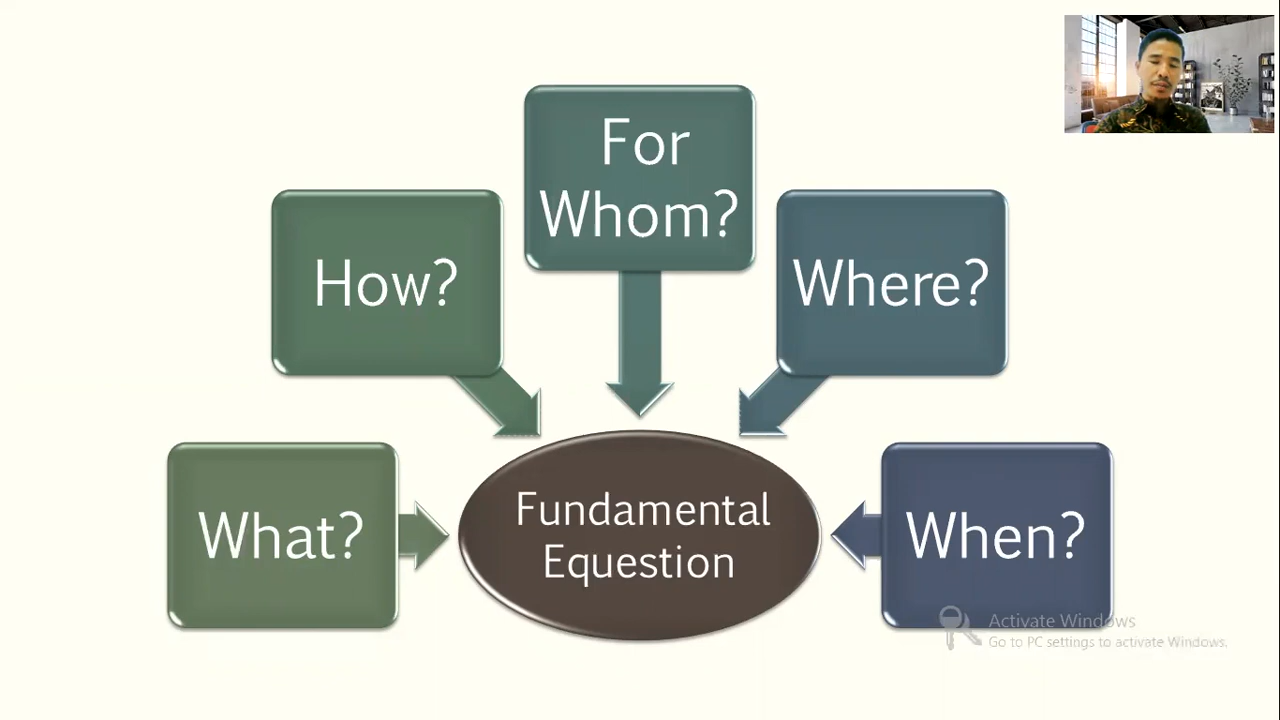 For
Whom?
How?
Where?
What?
Fundamental
Equestion
When?
Activate Windows
Go to PC settings to activate Windows.